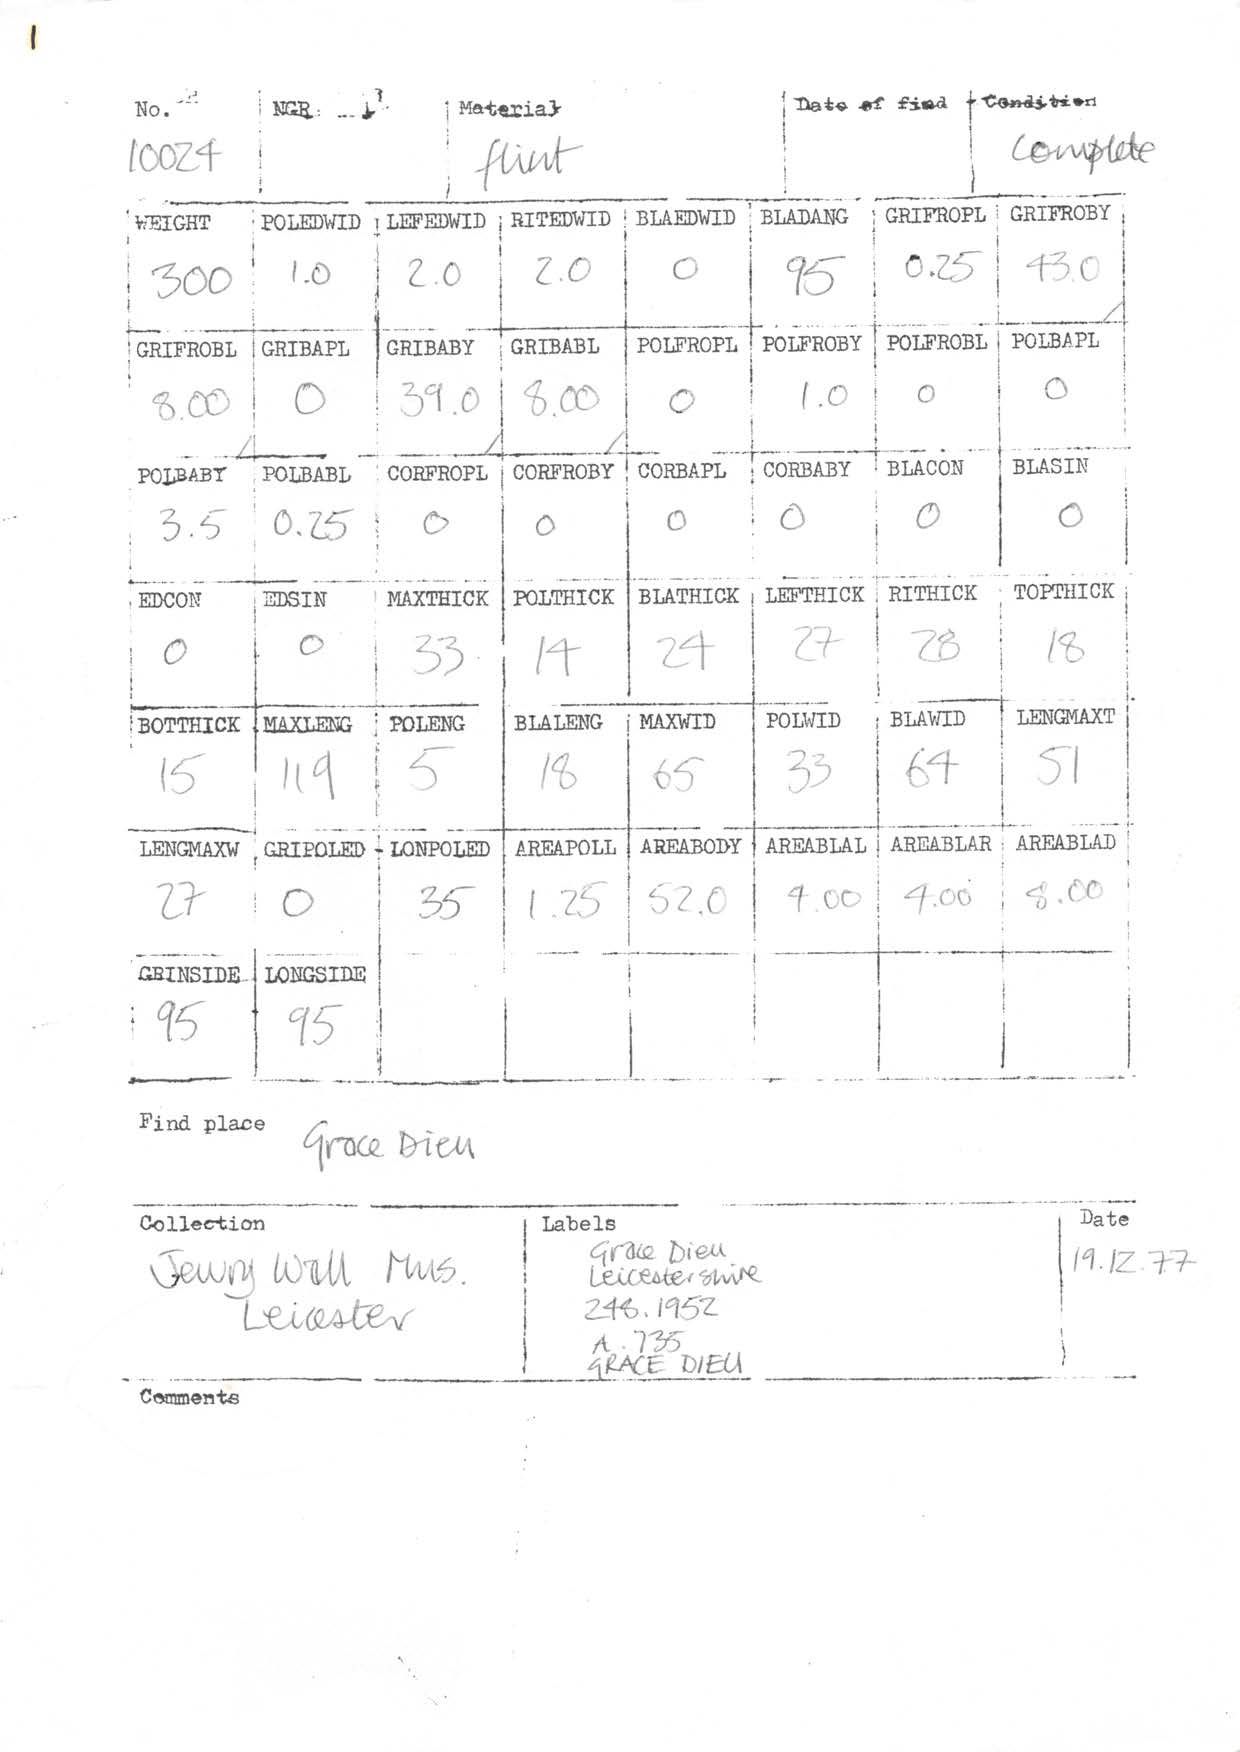 1
No. NGR: Material Date of find Condition
10024 flint Complete
WEIGHT POLEDWID LEFEDWID RITEDWID BLAEDWID BLADANG GRIFROPL GRIFROBY
300 1.0 2.0 2.0 0 95 0.25 43.0
GRIFROBL GRIBAPL GRIBABY GRIBABL POLFROPL POLFROBY POLFROBL POLBAPL
8.00 0 39.0 8.00 0 1.0 0 0
POLBABY POLBABL CORFROPL CORFROBY CORBAPL CORBABY BLACON BLASIN
3.5 0.25 0 0 0 0 0 0
EDCON EDSIN MAXTHICK POLTHICK BLATHICK LEFTHICK RITHICK TOPTHICK
0 0 33 14 24 27 28 18
BOTTHICK MAXLENG POLENG BLALENG MAXWID POLWID BLAWID LENGMAXT
15 119 5 18 65 33 64 51
LENGMAXW GRIPOLED LONPOLED AREAPOLL AREABODY AREABLAL AREABLAR AREABLAD
27 0 35 1.25 52.0 4.00 4.00 8.00
GRINSIDE LONGSIDE
95 95
Find place Grace Dieu
Collection Labels Date
Jewry Wall Mus. Grace Dieu 19.12.77
Leicestershire
Leicester 248.1952
A.735
GRACE DIEU
Comments